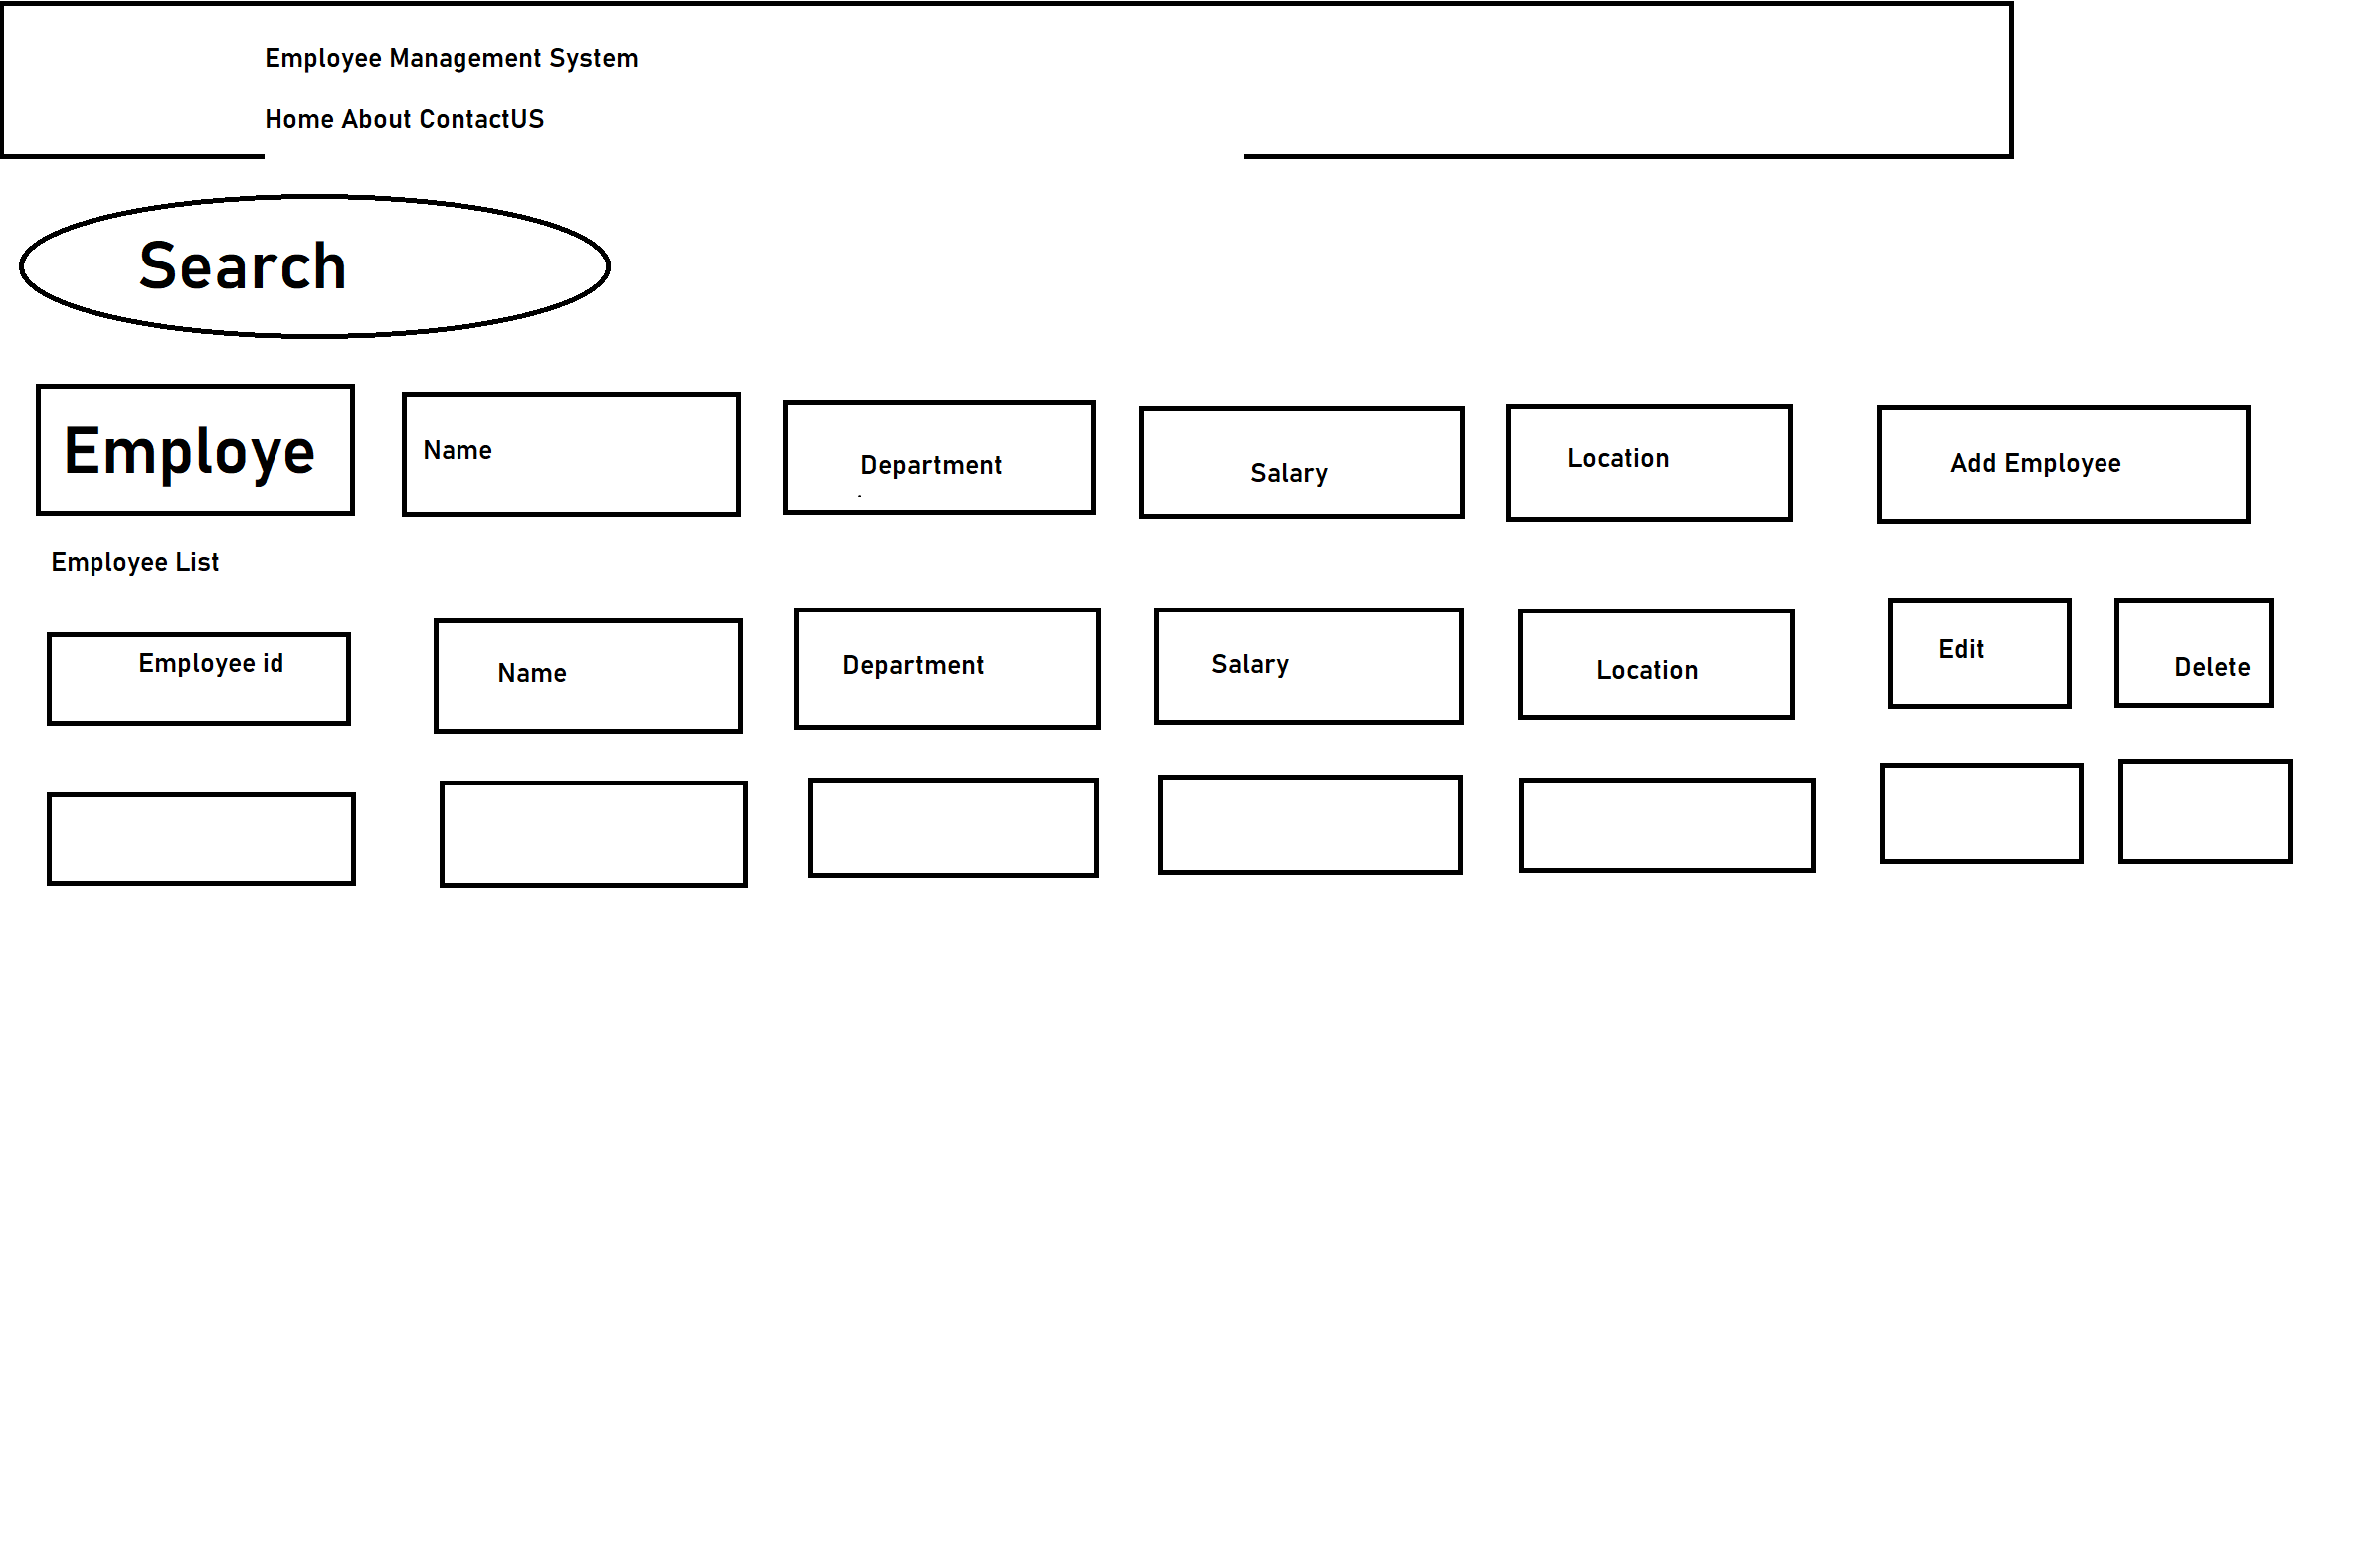 Employee Management System
Home About ContactUS
Search
Employe
Name
Department
Salary
Location
Add Employee
Employee List
Employee id
Name
Department
Salary
Location
Edit
Delete